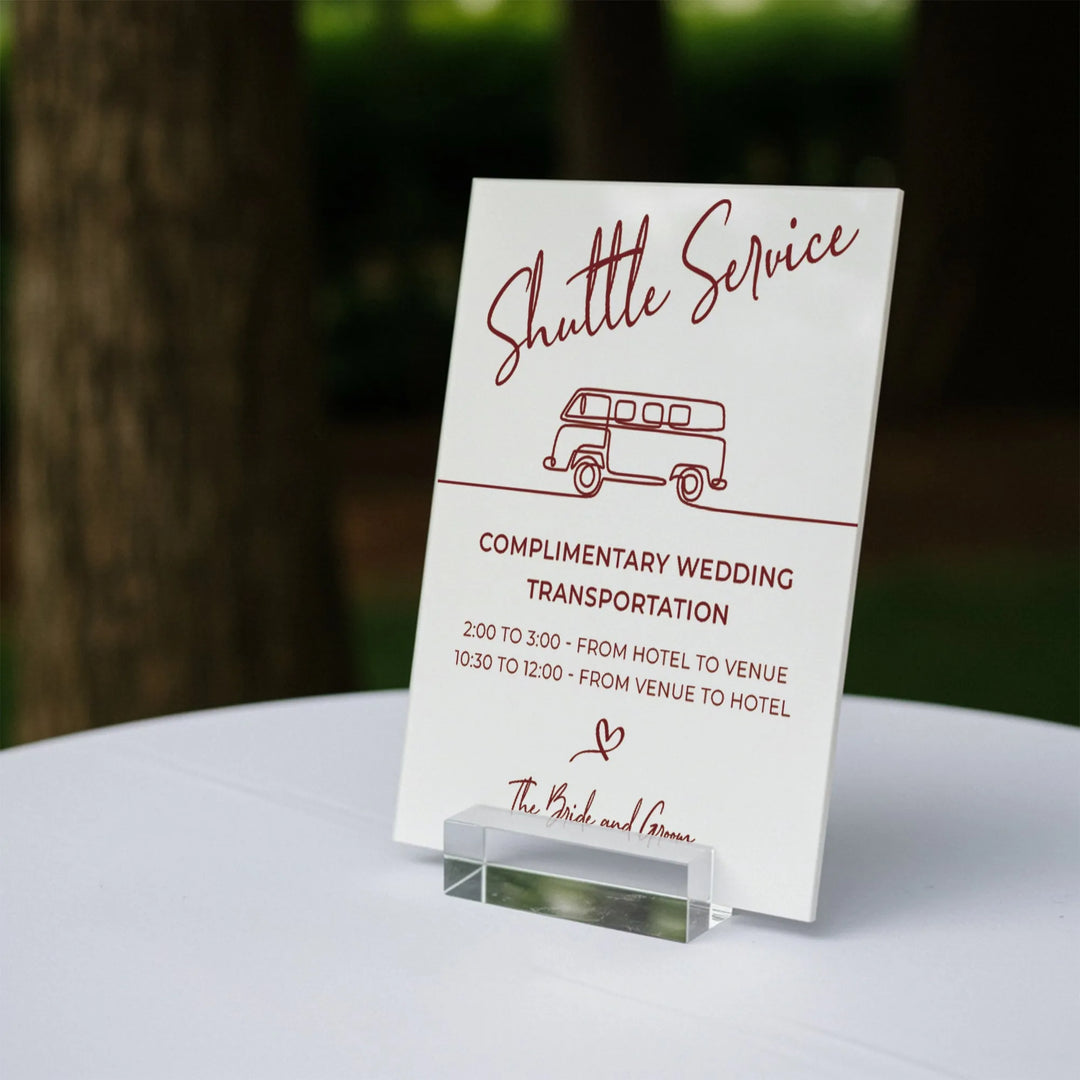 Shuttle Service
COMPLIMENTARY WEDDING
TRANSPORTATION
2:00 TO 3:00 - FROM HOTEL TO VENUE
10:30 TO 12:00 - FROM VENUE TO HOTEL
The Bride and Groom